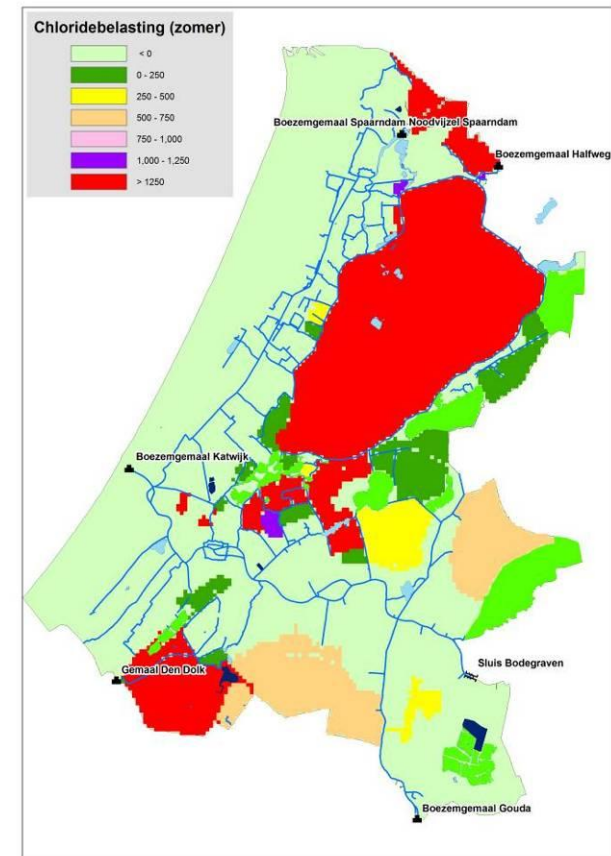 Chloridebelasting (zomer)
< 0
0 - 250
250 - 500
500 - 750
750 - 1,000
1,000 - 1,250
> 1250
Boezemgemaal Spaarndam Noodvijzel Spaarndam
Boezemgemaal Halfweg
Boezemgemaal Katwijk
Gemaal Den Dolk
Sluis Bodegraven
Boezemgemaal Gouda